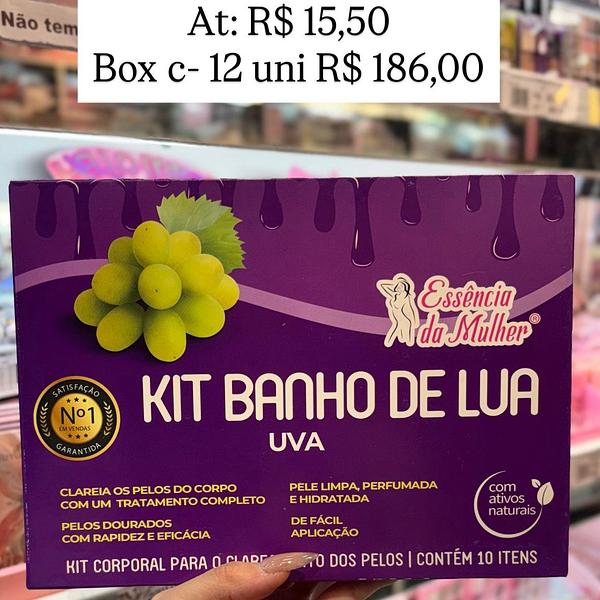 Não tem
At: R$ 15,50
Box c- 12 uni R$ 186,00
Essência
da Mulher®
SATISFAÇÃO
Nº1
EM VENDAS
GARANTIDA
KIT BANHO DE LUA
UVA
CLAREIA OS PELOS DO CORPO
COM UM TRATAMENTO COMPLETO
PELE LIMPA, PERFUMADA
E HIDRATADA
PELOS DOURADOS
COM RAPIDEZ E EFICÁCIA
DE FÁCIL
APLICAÇÃO
com
ativos
naturais
KIT CORPORAL PARA O DOS PELOS | CONTÉM 10 ITENS